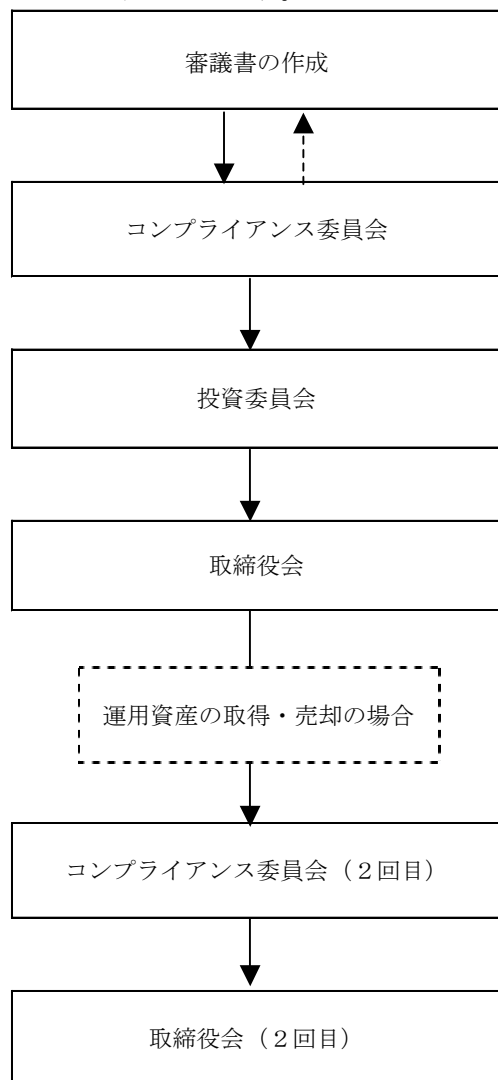 審議書の作成
コンプライアンス委員会
投資委員会
取締役会
運用資産の取得・売却の場合
コンプライアンス委員会（２回目）
取締役会（２回目）